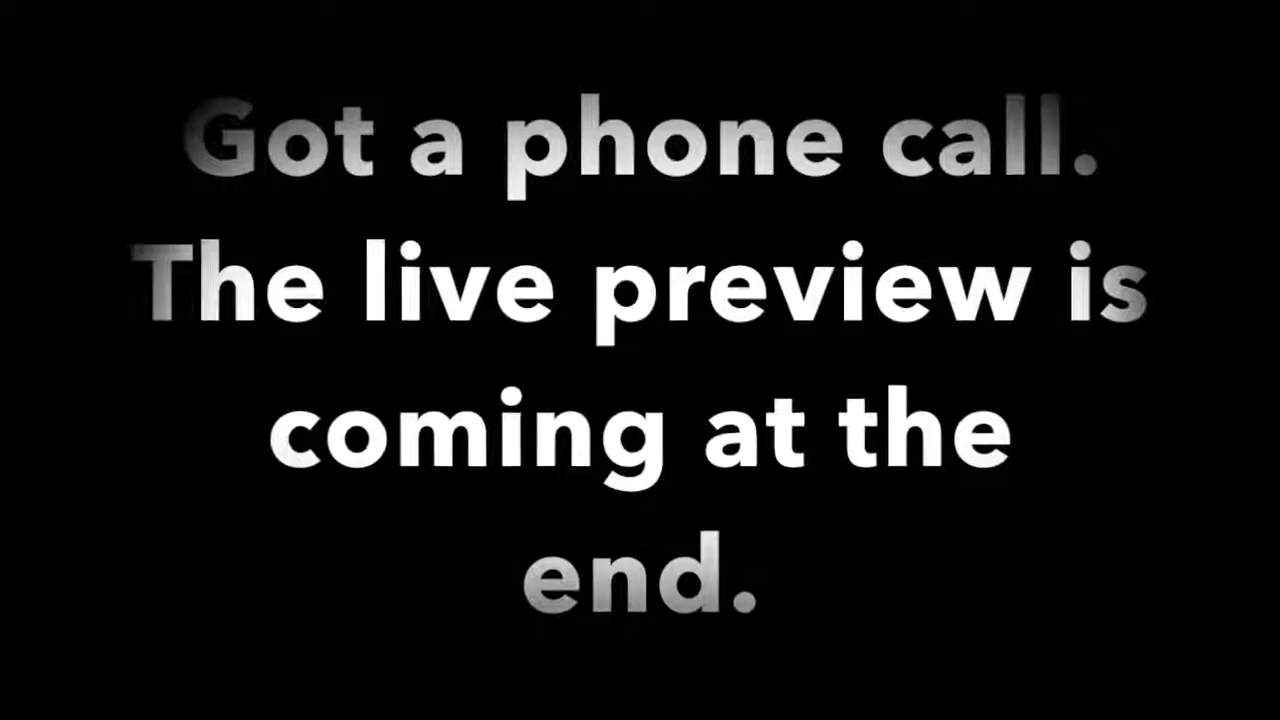 Got a phone call.
The live preview is
coming at the
end.